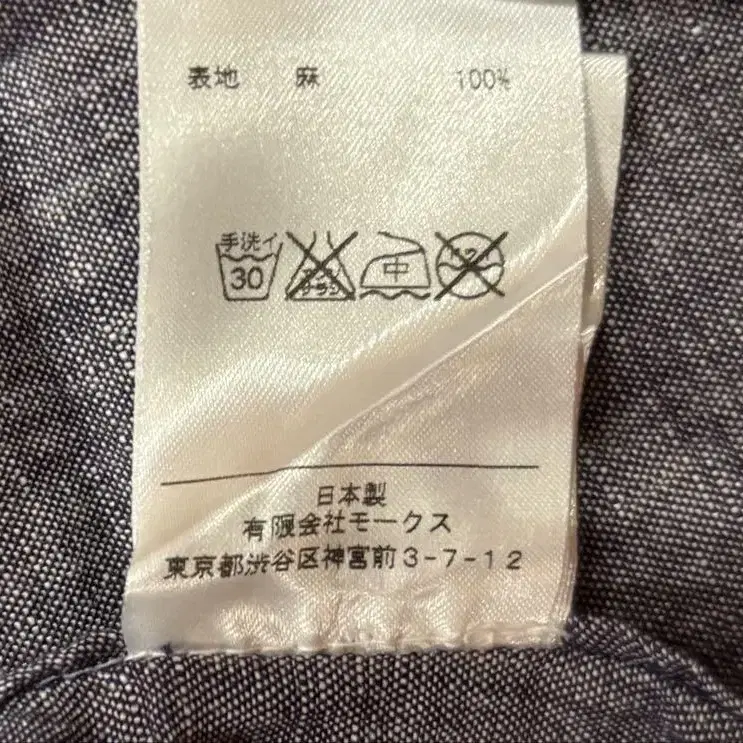 表地 麻 100%
手洗イ
30 中
日本製
有限会社モークス
東京都渋谷区神宮前3-7-12